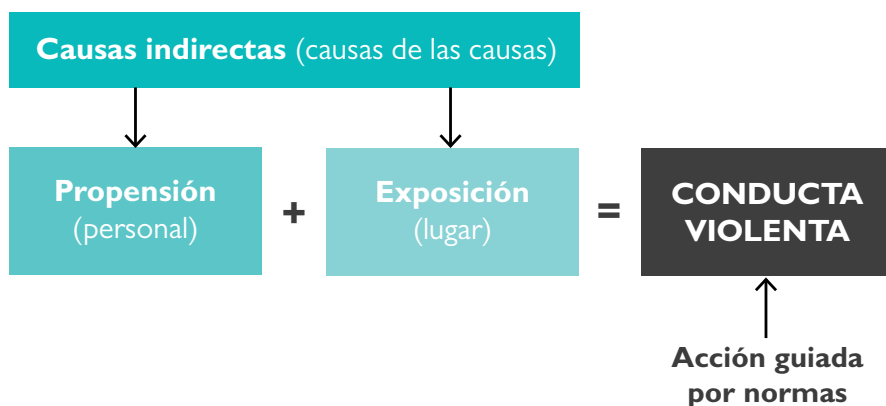 Causas indirectas (causas de las causas)
Propensión
(personal)
+
Exposición
(lugar)
=
CONDUCTA
VIOLENTA
Acción guiada
por normas